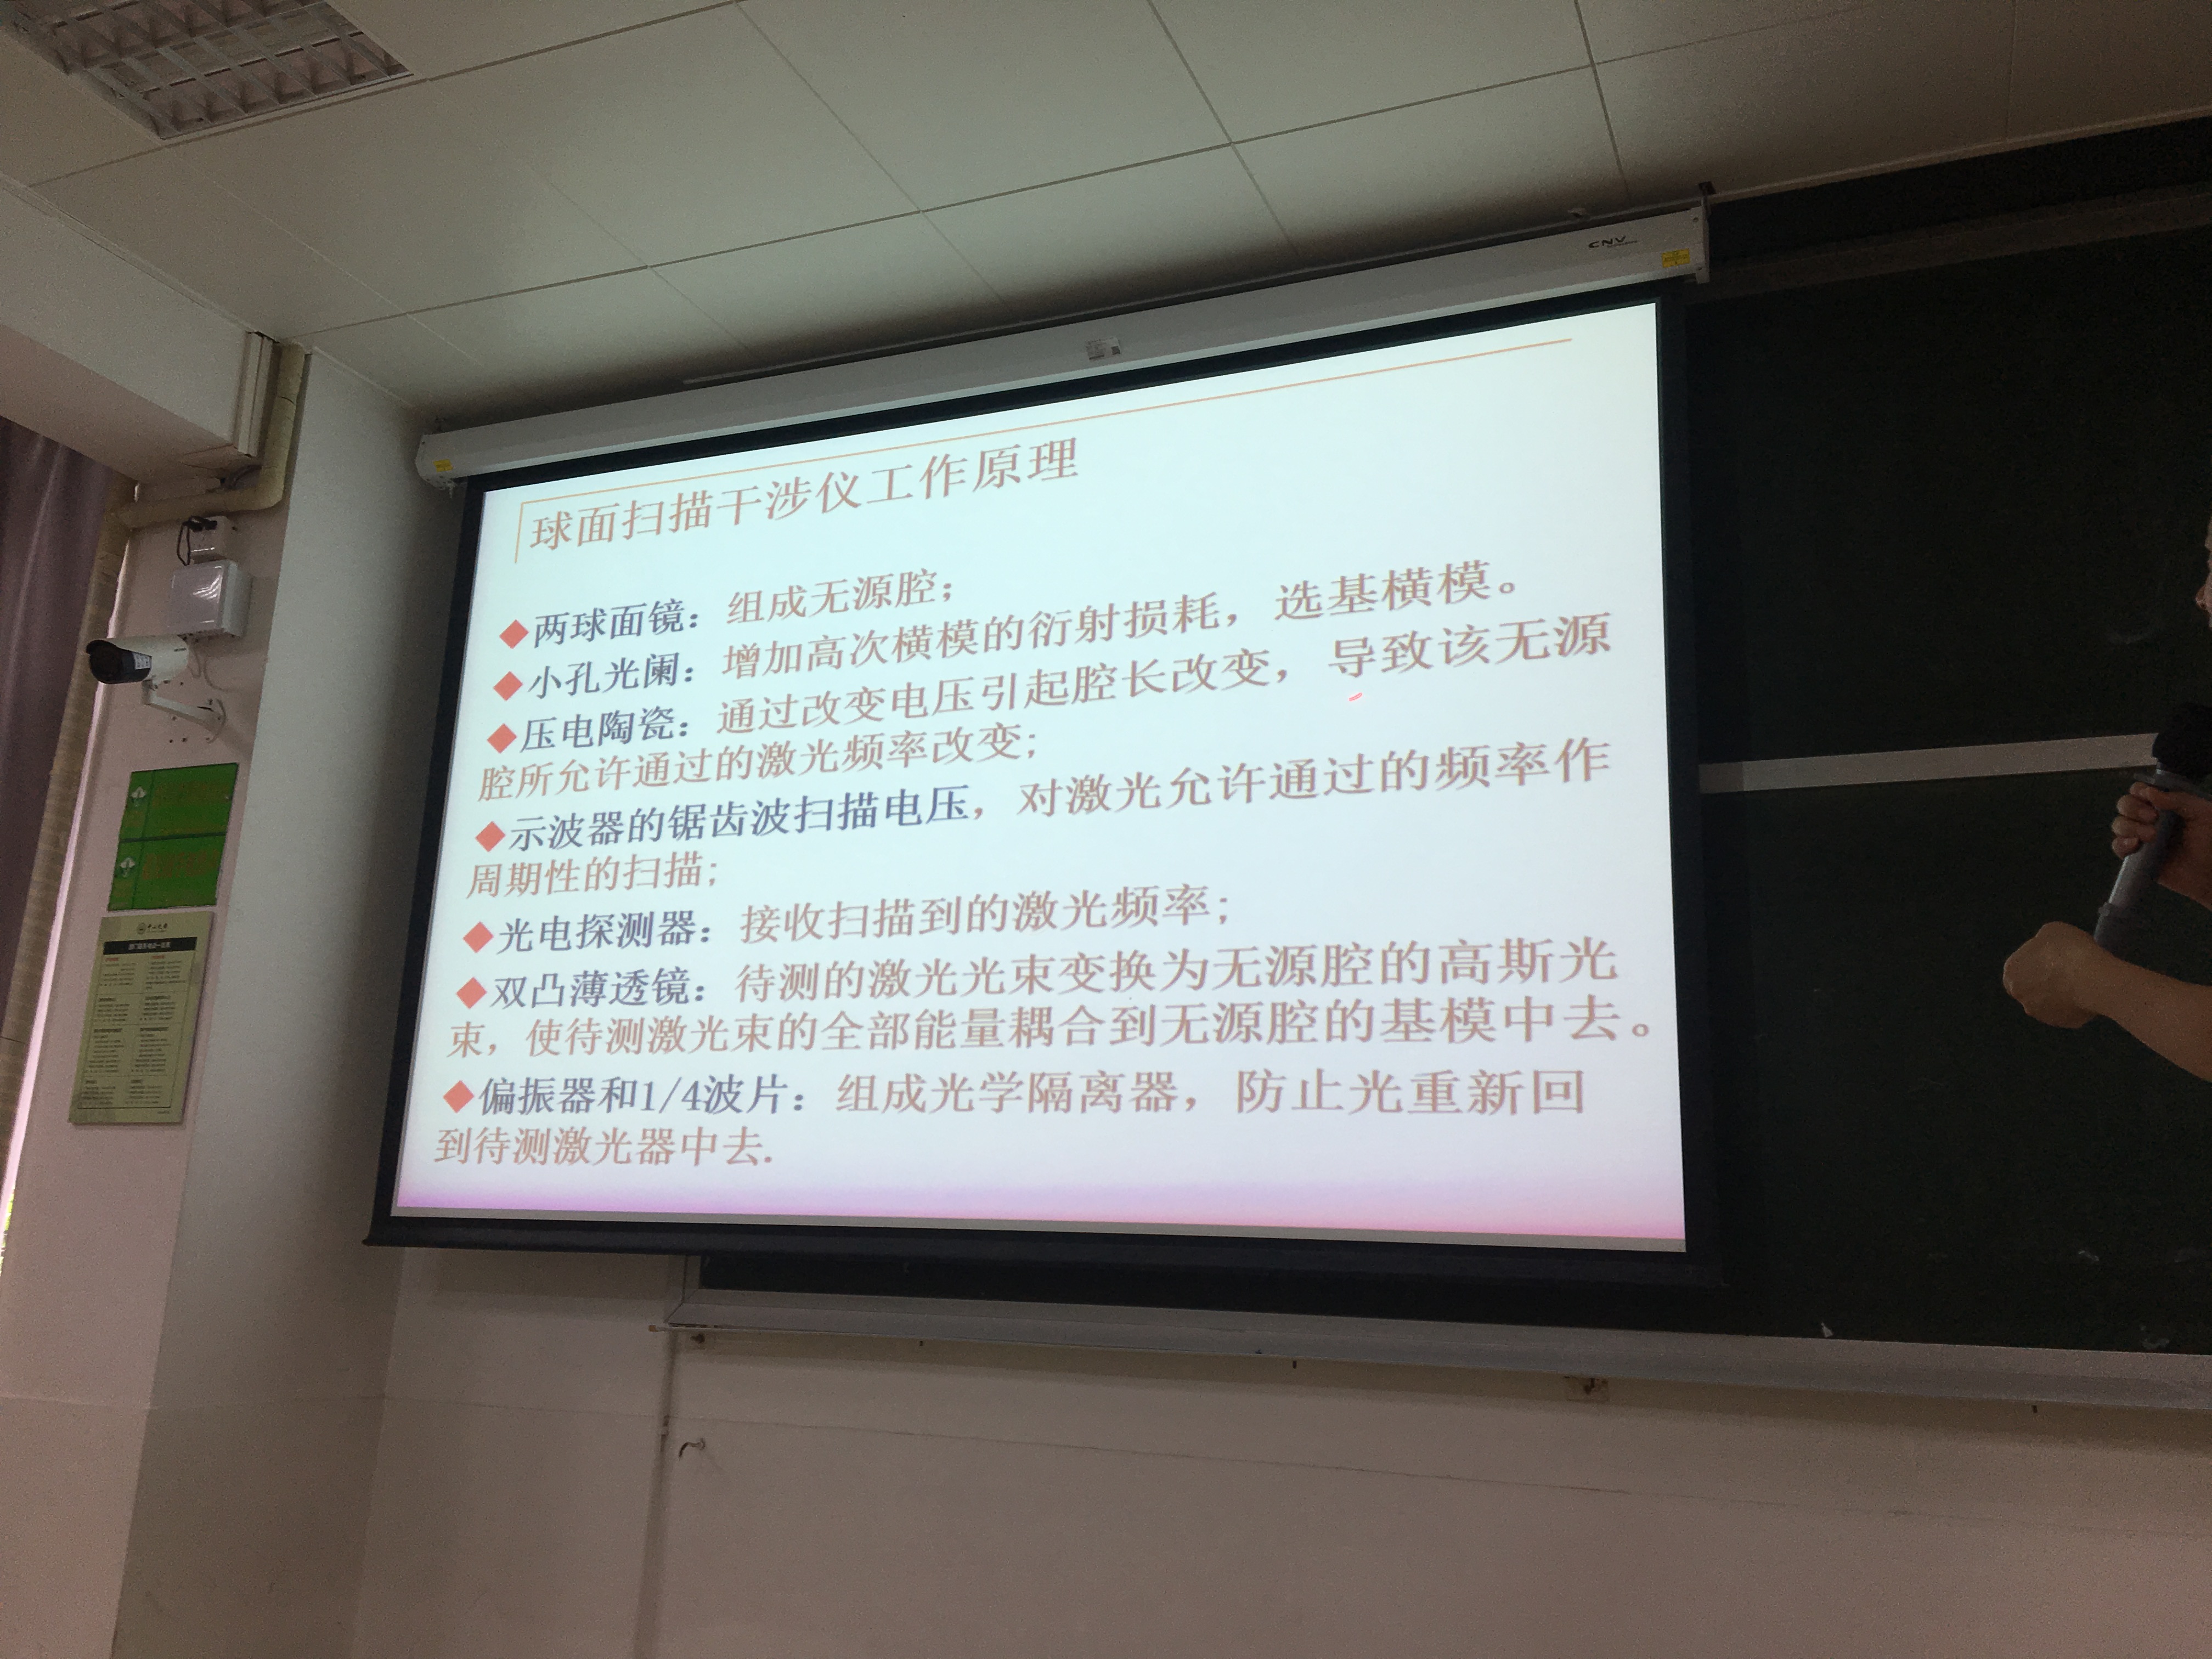 CNV
球面扫描干涉仪工作原理
◆两球面镜：组成无源腔；
◆小孔光阑：增加高次横模的衍射损耗，选基横模。
◆压电陶瓷：通过改变电压引起腔长改变，导致该无源
腔所允许通过的激光频率改变；
◆示波器的锯齿波扫描电压，对激光允许通过的频率作
周期性的扫描；
◆光电探测器：接收扫描到的激光频率；
◆双凸薄透镜：待测的激光光束变换为无源腔的高斯光
束，使待测激光束的全部能量耦合到无源腔的基模中去。
◆偏振器和1/4波片：组成光学隔离器，防止光重新回
到待测激光器中去.